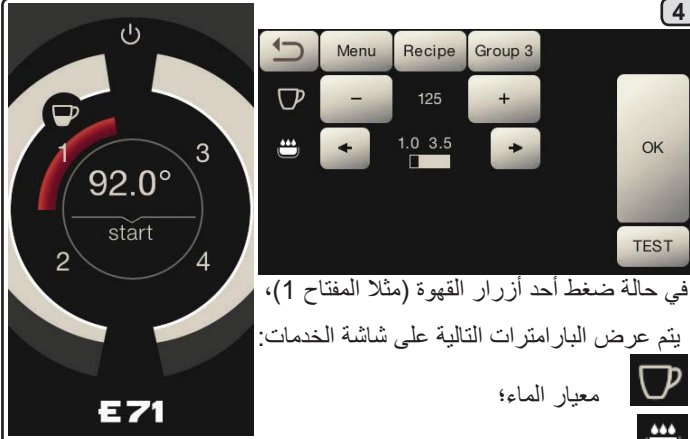 4
1
3
92.0°
start
2
4
E71
Menu Recipe Group 3
- 125 +
1.0 3.5
OK
TEST
في حالة ضغط أحد أزرار القهوة (مثلا المفتاح 1)،
يتم عرض البارامترات التالية على شاشة الخدمات:
معيار الماء؛